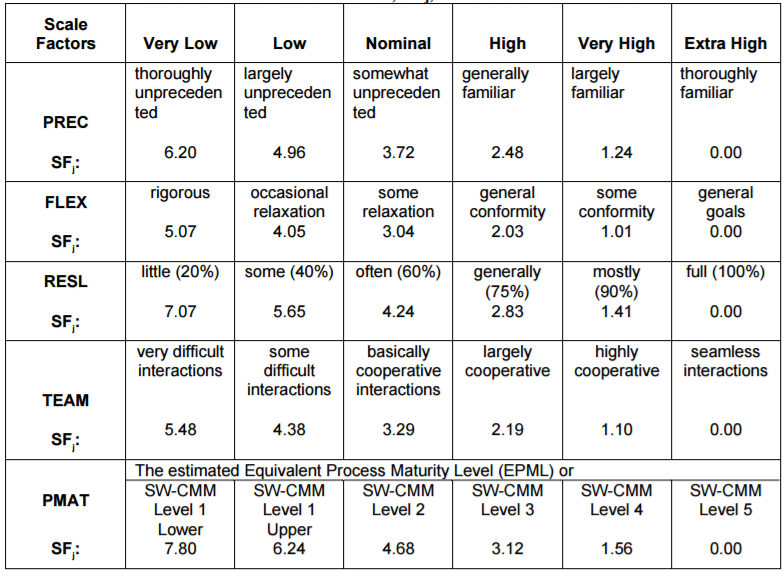 Scale Factors Very Low Low Nominal High Very High Extra High
PREC thoroughly unpreceden ted largely unpreceden ted somewhat unpreceden ted generally familiar largely familiar thoroughly familiar
SFj: 6.20 4.96 3.72 2.48 1.24 0.00
FLEX rigorous occasional relaxation some relaxation general conformity some conformity general goals
SFj: 5.07 4.05 3.04 2.03 1.01 0.00
RESL little (20%) some (40%) often (60%) generally (75%) mostly (90%) full (100%)
SFj: 7.07 5.65 4.24 2.83 1.41 0.00
TEAM very difficult interactions some difficult interactions basically cooperative interactions largely cooperative highly cooperative seamless interactions
SFj: 5.48 4.38 3.29 2.19 1.10 0.00
The estimated Equivalent Process Maturity Level (EPML) or
PMAT SW-CMM Level 1 Lower SW-CMM Level 1 Upper SW-CMM Level 2 SW-CMM Level 3 SW-CMM Level 4 SW-CMM Level 5
SFj: 7.80 6.24 4.68 3.12 1.56 0.00